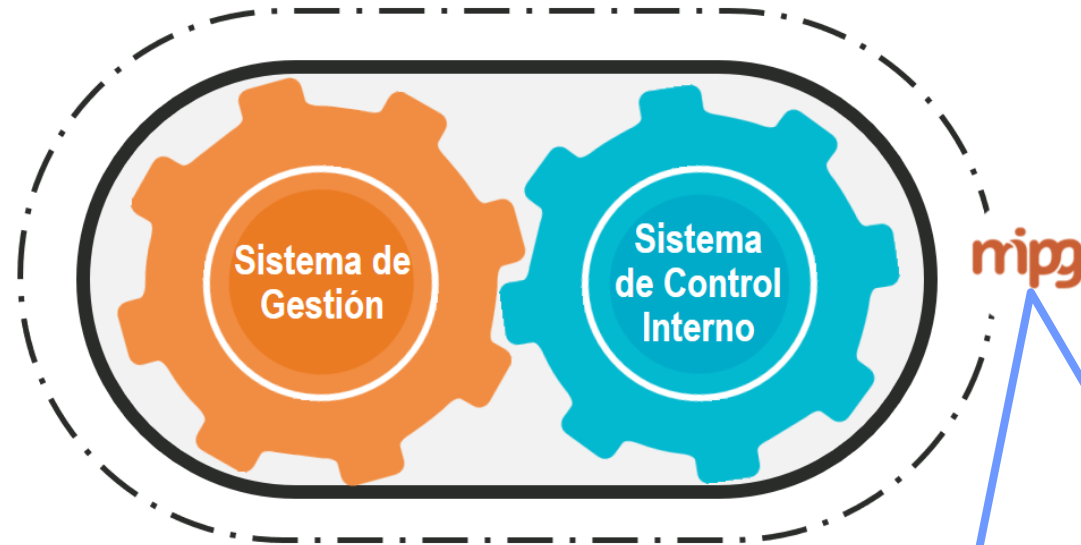 Sistema de
Gestión
Sistema
de Control
Interno
mipg